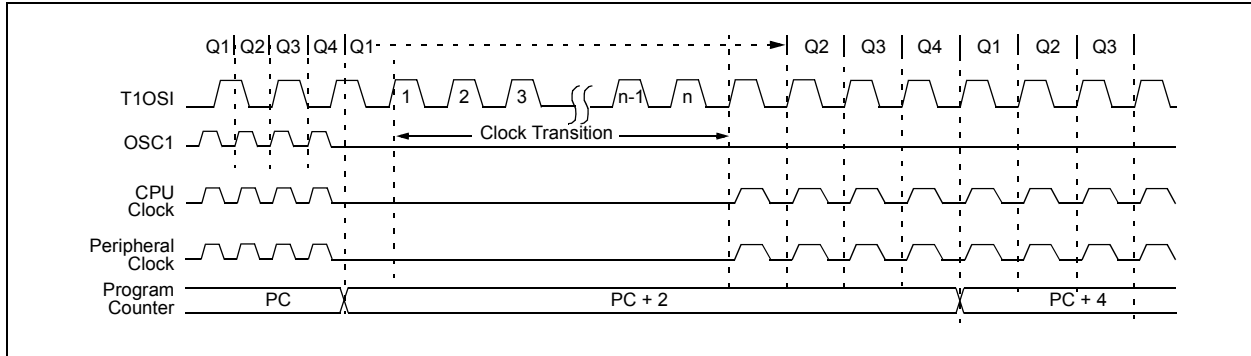 Q1 Q2 Q3 Q4 Q1 Q2 Q3 Q4 Q1 Q2 Q3
T1OSI 1 2 3 n-1 n
Clock Transition
OSC1
CPU
Clock
Peripheral
Clock
Program
Counter
PC PC + 2 PC + 4